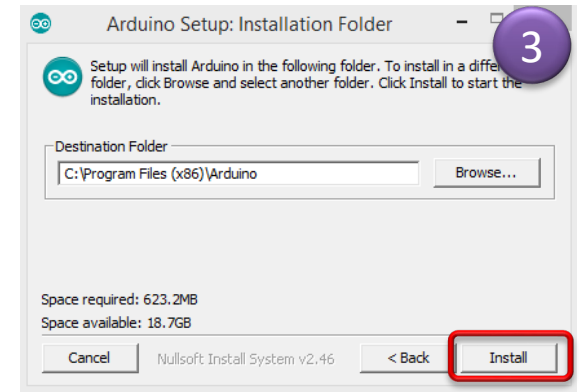 Arduino Setup: Installation Folder
3
Setup will install Arduino in the following folder. To install in a
folder, click Browse and select another folder. Click Install to start the
installation.
Destination Folder
C:\Program Files (x86)\Arduino
Browse...
Space required: 623.2MB
Space available: 18.7GB
Cancel
Nullsoft Install System v2.46
< Back
Install